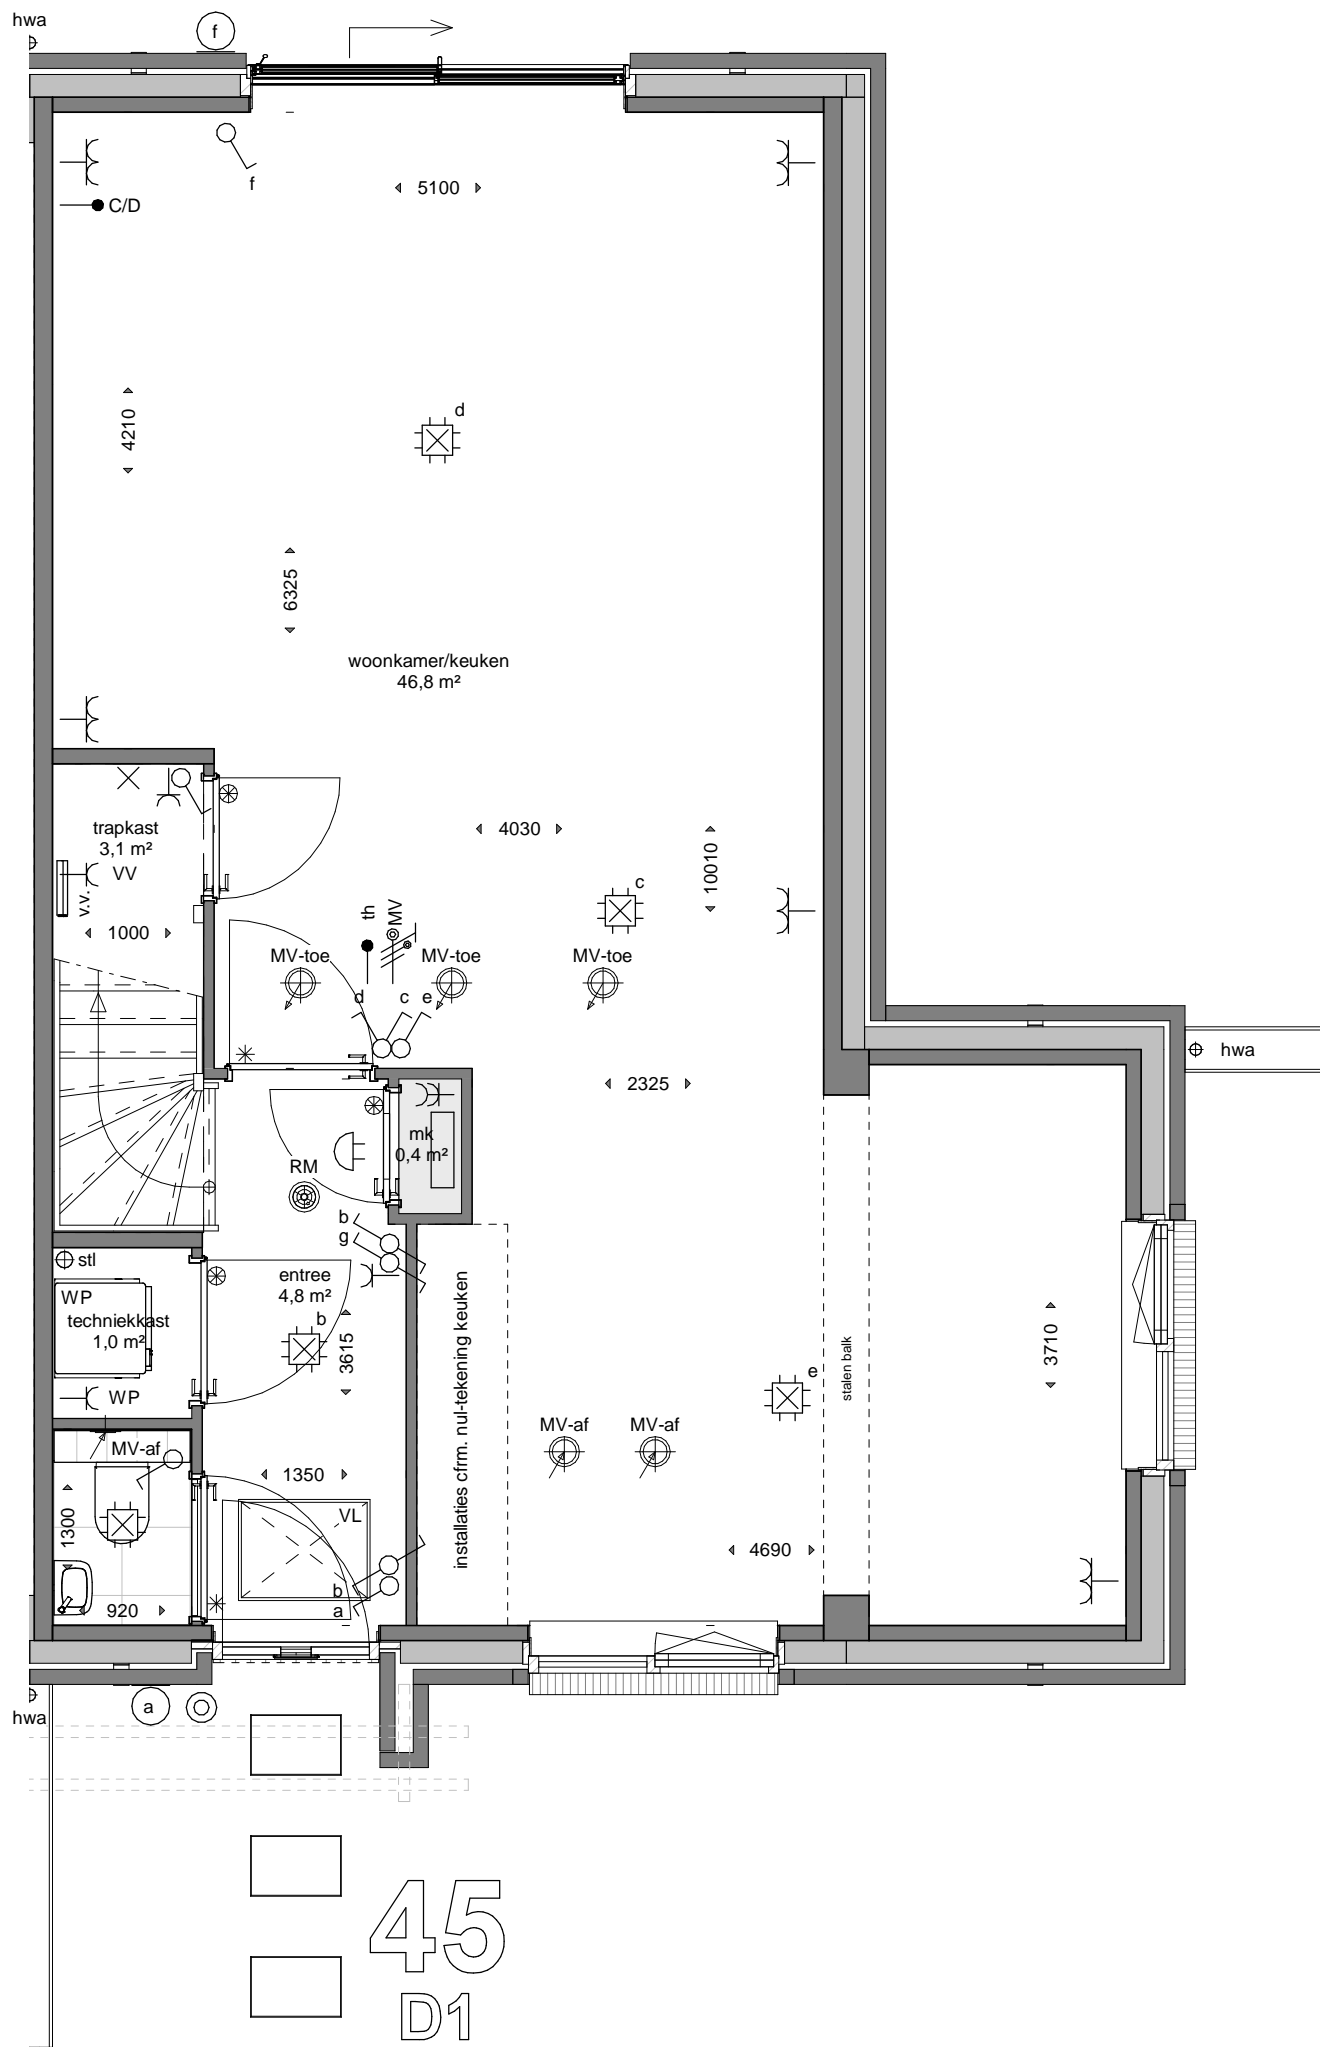 hwa
f
f
5100
C/D
4210
d
6325
woonkamer/keuken
46,8 m²
trapkast
3,1 m²
VV
v.v.
1000
4030
10010
c
th
MV
MV-toe
MV-toe
MV-toe
d
c
e
hwa
2325
mk
0,4 m²
RM
b
g
stl
entree
4,8 m²
b
WP
techniekkast
1,0 m²
3615
WP
installaties cfrm. nul-tekening keuken
stalen balk
3710
e
MV-af
MV-af
MV-af
1350
VL
1300
4690
920
b
a
hwa
a
45
D1